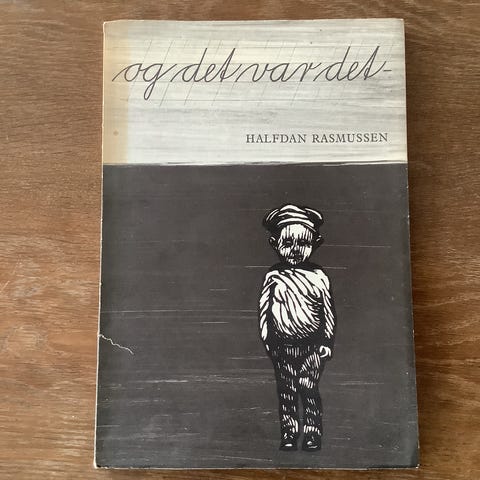 og det var det-
HALFDAN RASMUSSEN